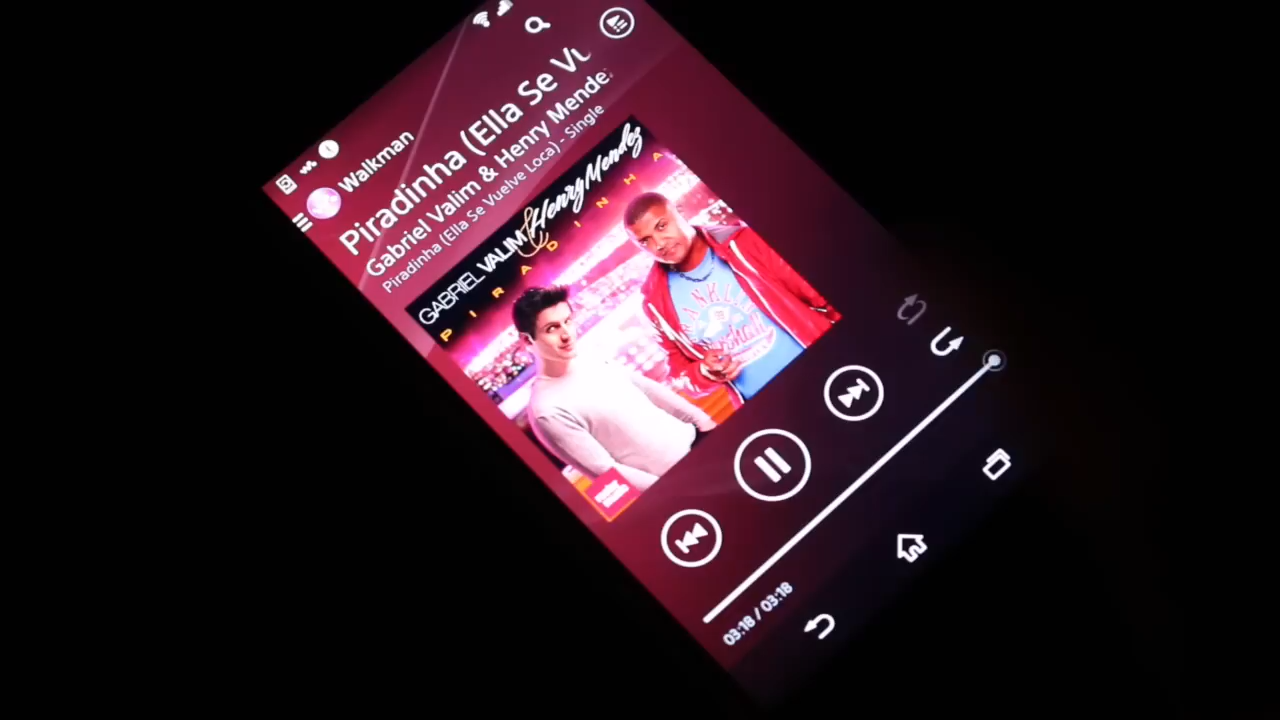 Walkman
Piradinha (Ella Se Vu
Gabriel Valim & Henry Mende
Piradinha (Ella Se Vuelve Loca) - Single
GABRIEL VALIM & Henry Mendez
PIRADINHA
03:18 / 03:18